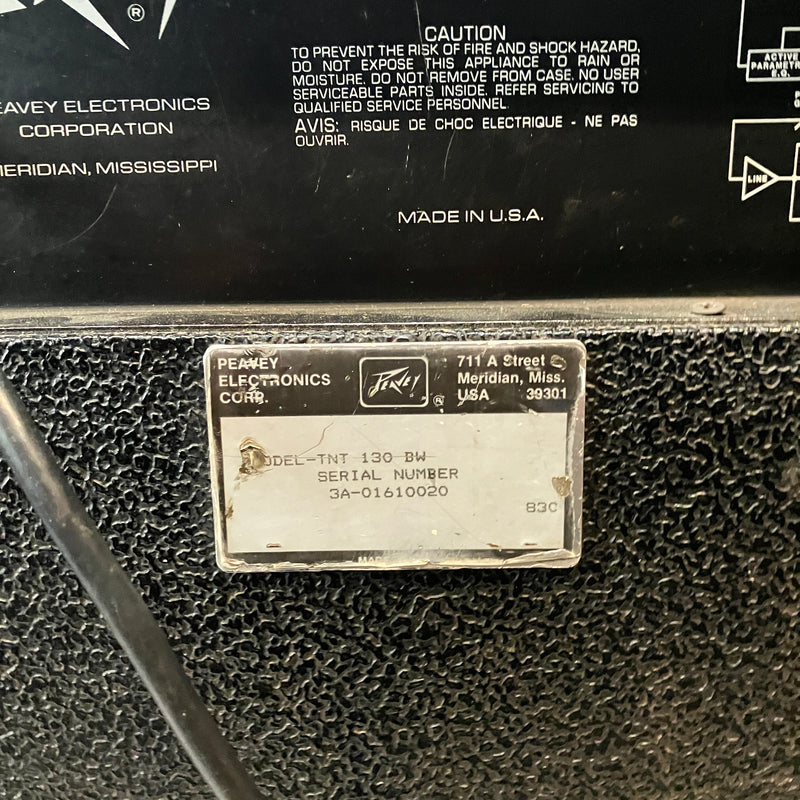 ®
CAUTION
TO PREVENT THE RISK OF FIRE AND SHOCK HAZARD,
DO NOT EXPOSE THIS APPLIANCE TO RAIN OR
MOISTURE. DO NOT REMOVE FROM CASE. NO USER
SERVICEABLE PARTS INSIDE. REFER SERVICING TO
QUALIFIED SERVICE PERSONNEL.
AVIS: RISQUE DE CHOC ELECTRIQUE - NE PAS
OUVRIR.
EAVEY ELECTRONICS
CORPORATION
MERIDIAN, MISSISSIPPI
MADE IN U.S.A.
ACTIVE
PARAMETR
E.Q.
LINE
PEAVEY
ELECTRONICS
CORP.
PEAVEY
®
711 A Street
Meridian, Miss.
USA 39301
ODEL-TNT 130 BW
SERIAL NUMBER
3A-01610020
83C